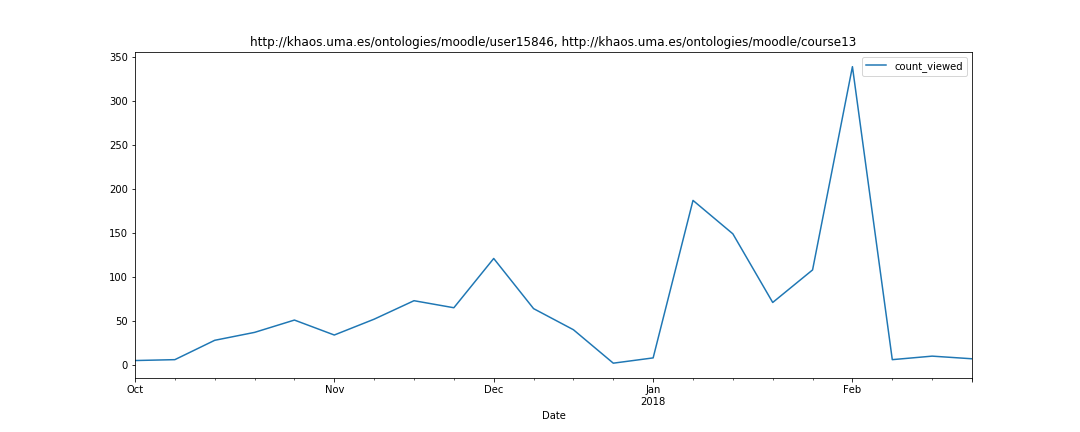 http://khaos.uma.es/ontologies/moodle/user15846, http://khaos.uma.es/ontologies/moodle/course13
350
count_viewed
300
250
200
150
100
50
0
Oct Nov Dec Jan Feb
2018
Date